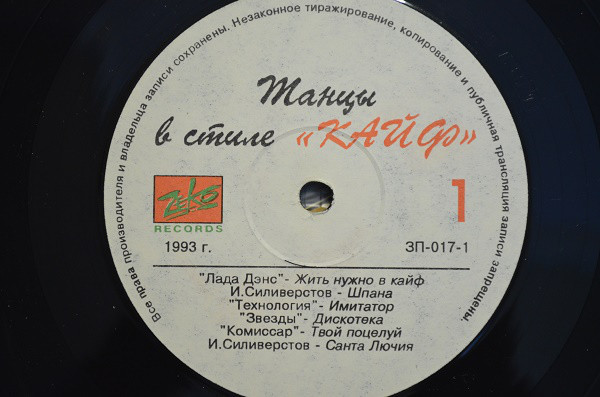 Все права производителя и владельца записи сохранены. Незаконное тиражирование, копирование и публичная трансляция записи запрещены.
Танцы
в стиле «КАЙФ»
ZEKO
RECORDS
1
1993 г.
ЗП-017-1
"Лада Дэнс"- Жить нужно в кайф
И.Силиверстов - Шпана
"Технология"- Имитатор
"Звезды"- Дискотека
"Комиссар"- Твой поцелуй
И.Силиверстов - Санта Лючия